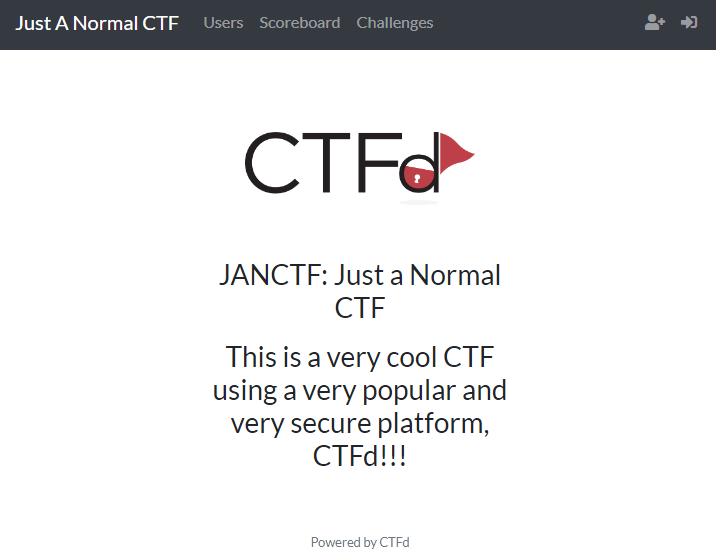 Just A Normal CTF Users Scoreboard Challenges
CTFd
JANCTF: Just a Normal
CTF
This is a very cool CTF
using a very popular and
very secure platform,
CTFd!!!
Powered by CTFd